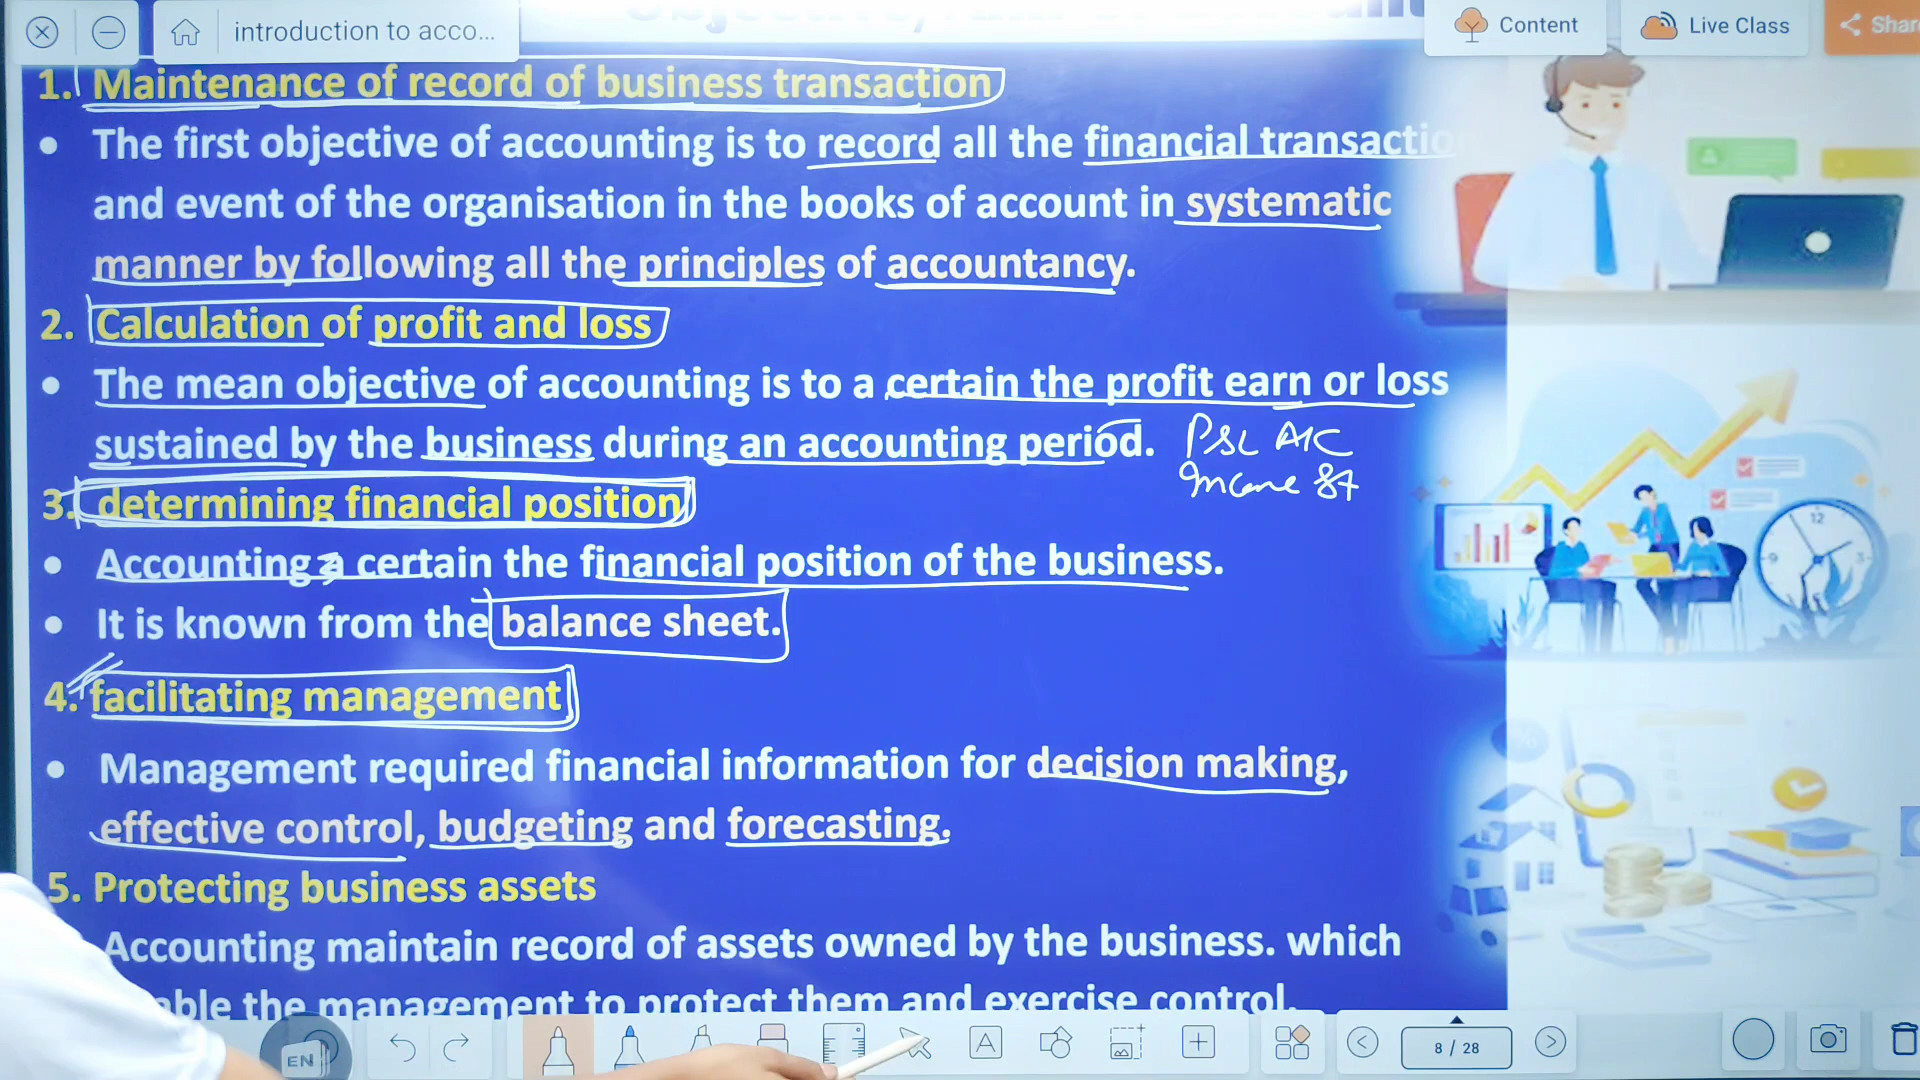 introduction to acco...
Content
Live Class
Shar
1. Maintenance of record of business transaction
• The first objective of accounting is to record all the financial transactio
and event of the organisation in the books of account in systematic
manner by following all the principles of accountancy.
2. Calculation of profit and loss
• The mean objective of accounting is to a certain the profit earn or loss
sustained by the business during an accounting period. P&L A/C
Income St
3. determining financial position
• Accounting a certain the financial position of the business.
• It is known from the balance sheet.
4. facilitating management
• Management required financial information for decision making,
effective control, budgeting and forecasting.
5. Protecting business assets
Accounting maintain record of assets owned by the business. which
able the management to protect them and exercise control.
EN
A
8 / 28